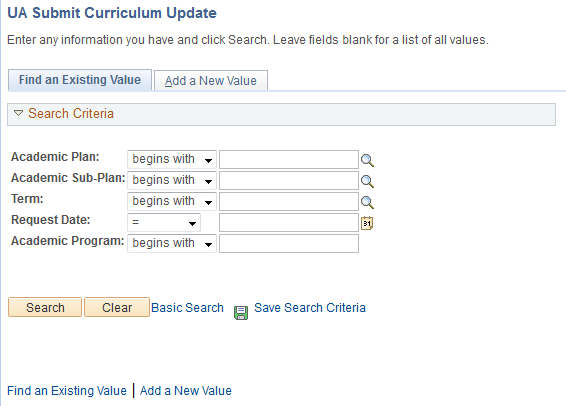 UA Submit Curriculum Update
Enter any information you have and click Search. Leave fields blank for a list of all values.
Find an Existing Value Add a New Value
Search Criteria
Academic Plan: begins with
Academic Sub-Plan: begins with
Term: begins with
Request Date: = 31
Academic Program: begins with
Search Clear Basic Search Save Search Criteria
Find an Existing Value | Add a New Value